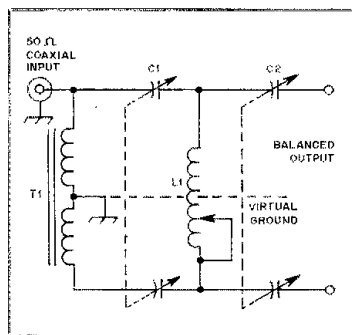 50 Ω
COAXIAL
INPUT
C1
C2
T1
L1
BALANCED
OUTPUT
VIRTUAL
GROUND